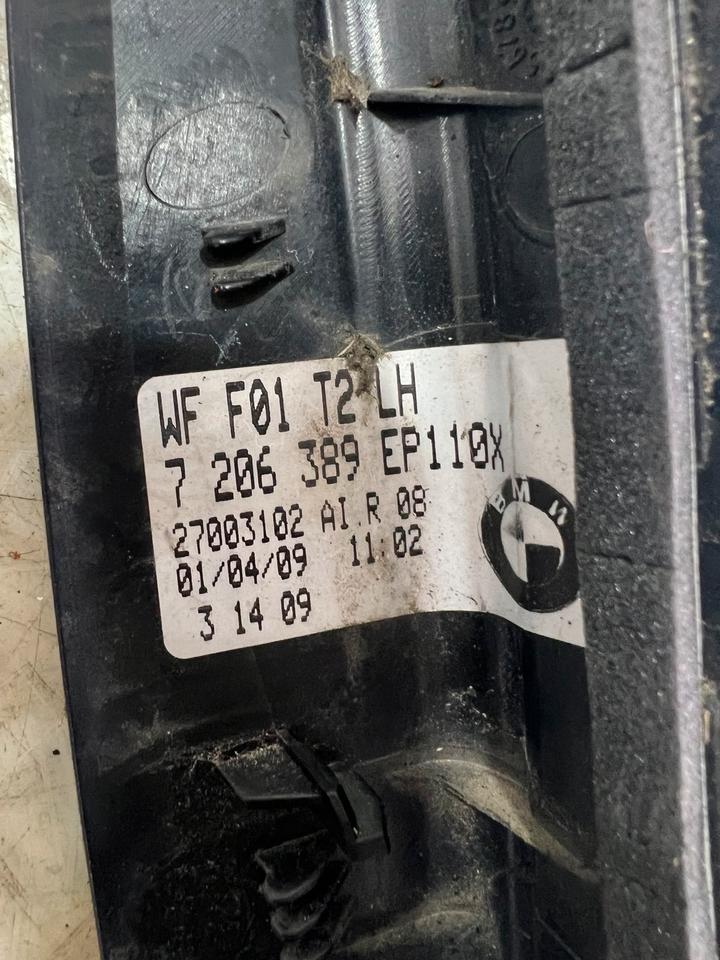 WF F01 T2 LH
7 206 389 EP110X
27003102 AI.R 08
01/04/09 11:02
3 14 09
BMW